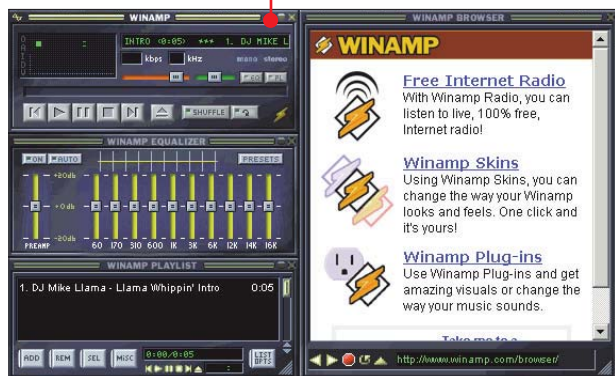 WINAMP
INTRO (0:05) *** 1. DJ MIKE L
kbps kHz mono stereo
EQ PL
SHUFFLE
WINAMP EQUALIZER
ON AUTO PRESETS
+20db
+0db
-20db
PREAMP 60 170 310 600 1K 3K 6K 12K 14K 16K
WINAMP PLAYLIST
1. DJ Mike Llama - Llama Whippin' Intro 0:05
ADD REM SEL MISC 0:00/0:05 LIST OPTS
WINAMP BROWSER
WINAMP
Free Internet Radio
With Winamp Radio, you can
listen to live, 100% free,
Internet radio!
Winamp Skins
Using Winamp Skins, you can
change the way your Winamp
looks and feels. One click and
it's yours!
Winamp Plug-ins
Use Winamp Plug-ins and get
amazing visuals or change the
way your music sounds.
Take me to a
http://www.winamp.com/browser/